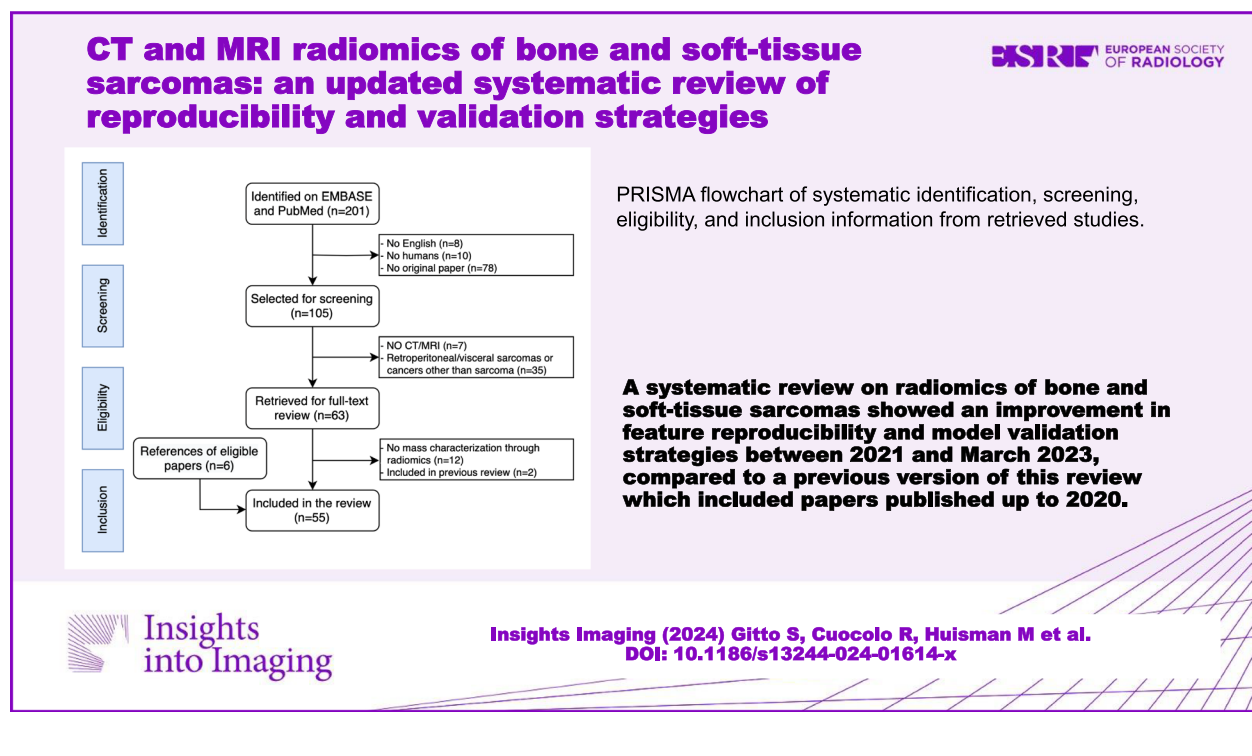 CT and MRI radiomics of bone and soft-tissue
sarcomas: an updated systematic review of
reproducibility and validation strategies
EUROPEAN SOCIETY
OF RADIOLOGY
Identification
Identified on EMBASE
and PubMed (n=201)
- No English (n=8)
- No humans (n=10)
- No original paper (n=78)
Screening
Selected for screening
(n=105)
- NO CT/MRI (n=7)
- Retroperitoneal/visceral sarcomas or
cancers other than sarcoma (n=35)
Eligibility
Retrieved for full-text
review (n=63)
References of eligible
papers (n=6)
- No mass characterization through
radiomics (n=12)
- Included in previous review (n=2)
Inclusion
Included in the review
(n=55)
PRISMA flowchart of systematic identification, screening,
eligibility, and inclusion information from retrieved studies.
A systematic review on radiomics of bone and
soft-tissue sarcomas showed an improvement in
feature reproducibility and model validation
strategies between 2021 and March 2023,
compared to a previous version of this review
which included papers published up to 2020.
Insights
into Imaging
Insights Imaging (2024) Gitto S, Cuocolo R, Huisman M et al.
DOI: 10.1186/s13244-024-01614-x